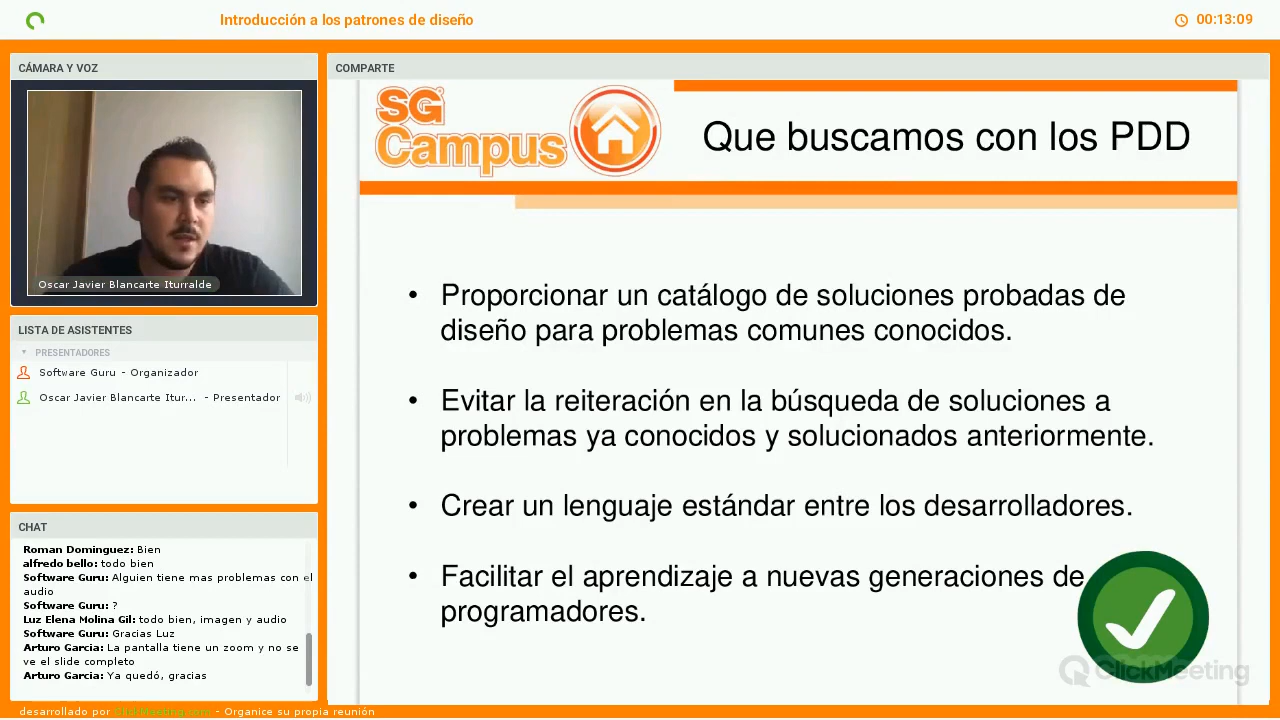 Introducción a los patrones de diseño
00:13:09
CÁMARA Y VOZ
Oscar Javier Blancarte Iturralde
LISTA DE ASISTENTES
PRESENTADORES
Software Guru - Organizador
Oscar Javier Blancarte Itur... - Presentador
CHAT
Roman Dominguez: Bien
alfredo bello: todo bien
Software Guru: Alguien tiene mas problemas con el
audio
Software Guru: ?
Luz Elena Molina Gil: todo bien, imagen y audio
Software Guru: Gracias Luz
Arturo Garcia: La pantalla tiene un zoom y no se
ve el slide completo
Arturo Garcia: Ya quedó, gracias
COMPARTE
SG
Campus
Que buscamos con los PDD
• Proporcionar un catálogo de soluciones probadas de
diseño para problemas comunes conocidos.
• Evitar la reiteración en la búsqueda de soluciones a
problemas ya conocidos y solucionados anteriormente.
• Crear un lenguaje estándar entre los desarrolladores.
• Facilitar el aprendizaje a nuevas generaciones de
programadores.
ClickMeeting
desarrollado por ClickMeeting.com - Organice su propia reunión